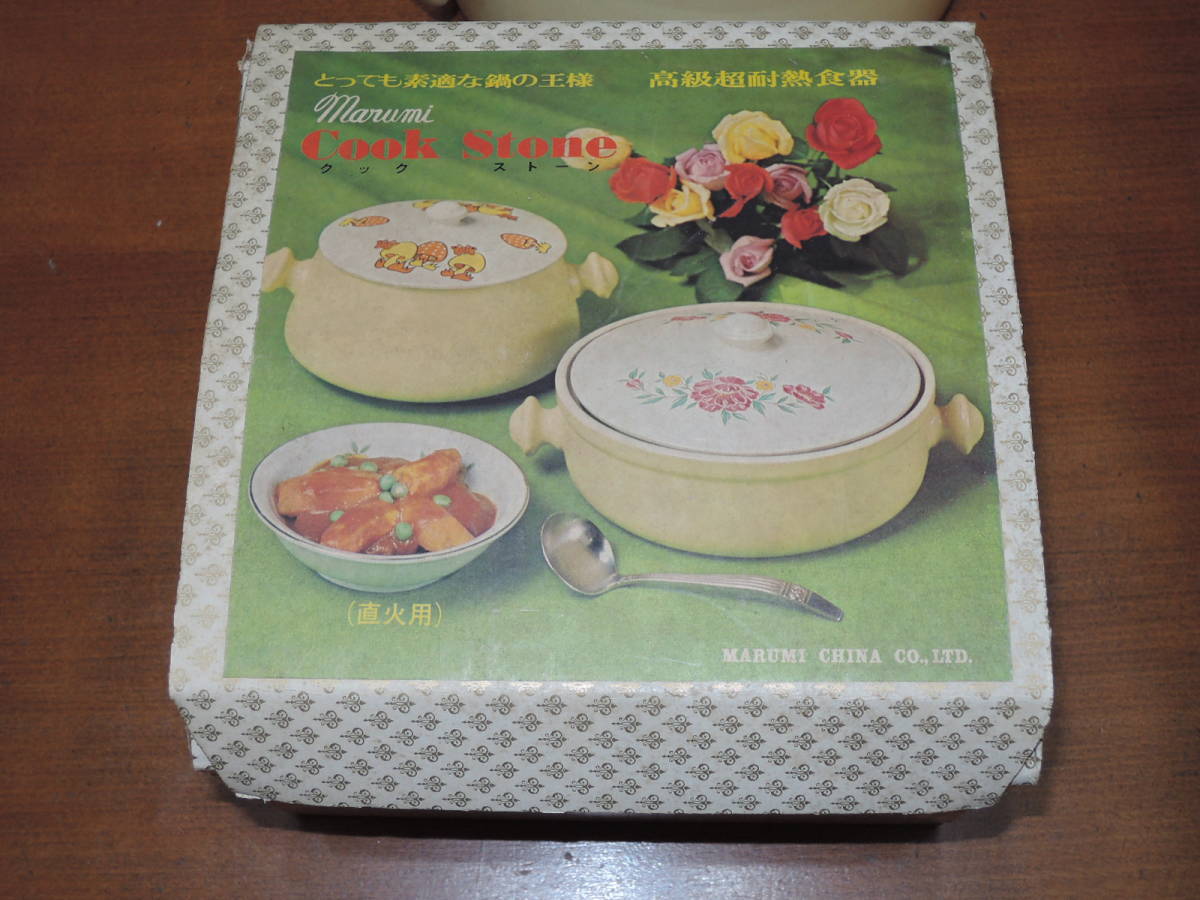 とっても素適な鍋の王様 高級超耐熱食器
Marumi
Cook Stone
クック ストーン
(直火用)
MARUMI CHINA CO., LTD.